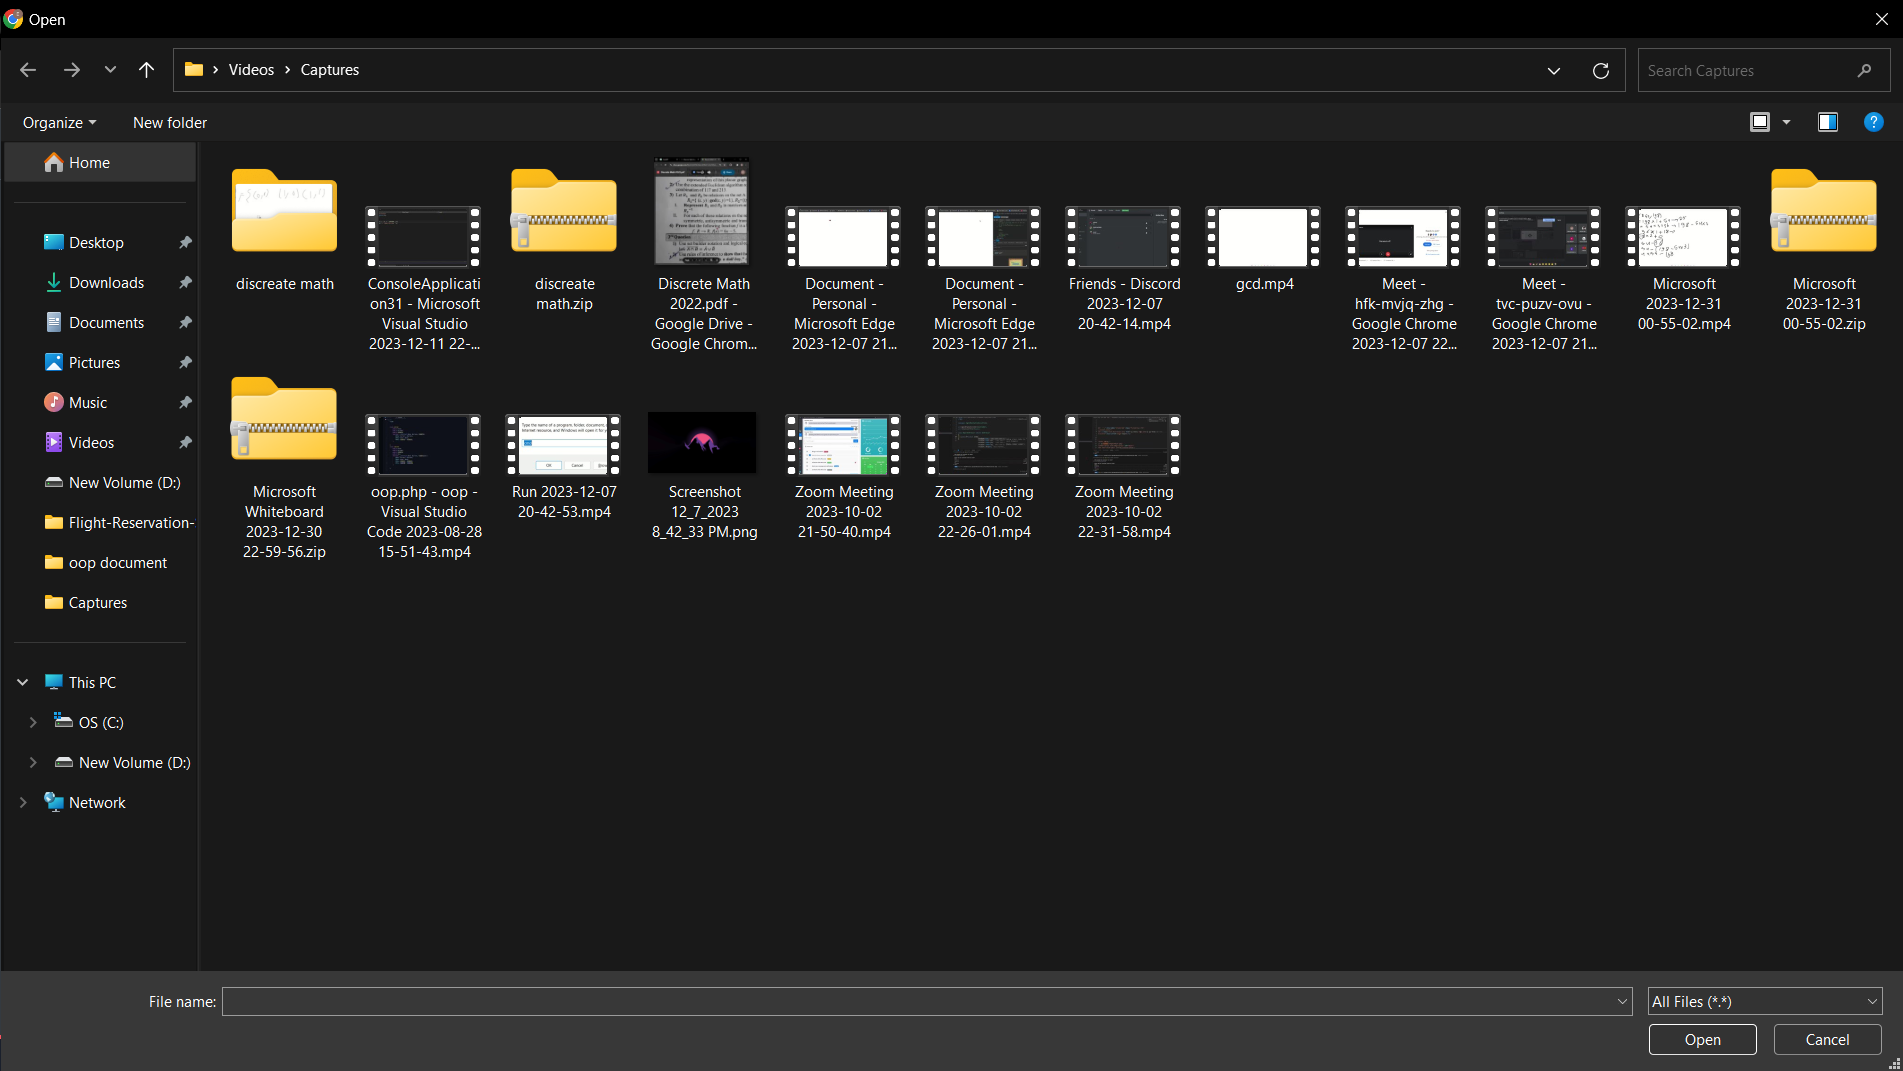 Open
Videos
Captures
Search Captures
Organize
New folder
Home
Desktop
Downloads
Documents
Pictures
Music
Videos
New Volume (D:)
Flight-Reservation-
oop document
Captures
This PC
OS (C:)
New Volume (D:)
Network
discreate math
ConsoleApplicati
on31 - Microsoft
Visual Studio
2023-12-11 22-...
discreate
math.zip
Discrete Math
2022.pdf -
Google Drive -
Google Chrom...
Document -
Personal -
Microsoft Edge
2023-12-07 21...
Document -
Personal -
Microsoft Edge
2023-12-07 21...
Friends - Discord
2023-12-07
20-42-14.mp4
gcd.mp4
Meet -
hfk-mvjq-zhg -
Google Chrome
2023-12-07 22...
Meet -
tvc-puzv-ovu -
Google Chrome
2023-12-07 21...
Microsoft
2023-12-31
00-55-02.mp4
Microsoft
2023-12-31
00-55-02.zip
Microsoft
Whiteboard
2023-12-30
22-59-56.zip
oop.php - oop -
Visual Studio
Code 2023-08-28
15-51-43.mp4
Run 2023-12-07
20-42-53.mp4
Screenshot
12_7_2023
8_42_33 PM.png
Zoom Meeting
2023-10-02
21-50-40.mp4
Zoom Meeting
2023-10-02
22-26-01.mp4
Zoom Meeting
2023-10-02
22-31-58.mp4
File name:
All Files (*.*)
Open
Cancel